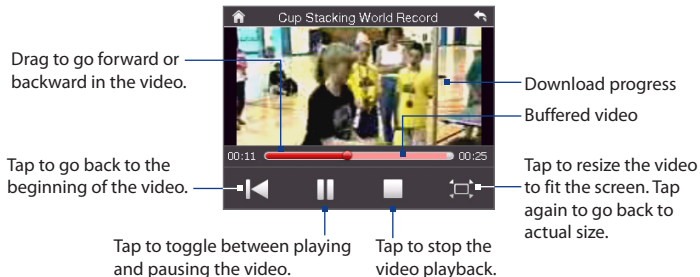 Cup Stacking World Record
Drag to go forward or
backward in the video.
Download progress
Buffered video
00:11
00:25
Tap to go back to the
beginning of the video.
Tap to resize the video
to fit the screen. Tap
again to go back to
actual size.
Tap to toggle between playing
and pausing the video.
Tap to stop the
video playback.